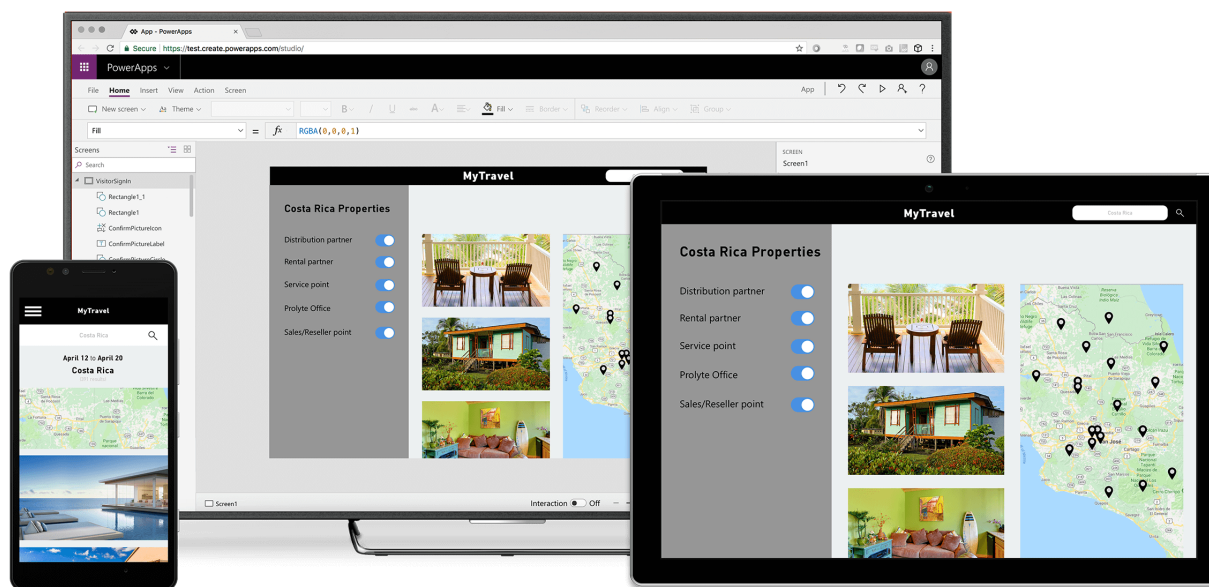 App - PowerApps
Secure https://test.create.powerapps.com/studio/
PowerApps
File Home Insert View Action Screen App
New screen Theme B I U A Fill Border Reorder Align Group
Fill = fx RGBA(0,0,0,1)
Screens
Search
VisitorSignIn
Rectangle1_1
Rectangle1
ConfirmPictureIcon
ConfirmPictureLabel
ConfirmPictureCircle
SCREEN
Screen1
MyTravel
Costa Rica Properties
Distribution partner
Rental partner
Service point
Prolyte Office
Sales/Reseller point
Screen1
Interaction Off
MyTravel
Costa Rica
April 12 to April 20
Costa Rica
MyTravel
Costa Rica
Costa Rica Properties
Distribution partner
Rental partner
Service point
Prolyte Office
Sales/Reseller point
San José
Cartago